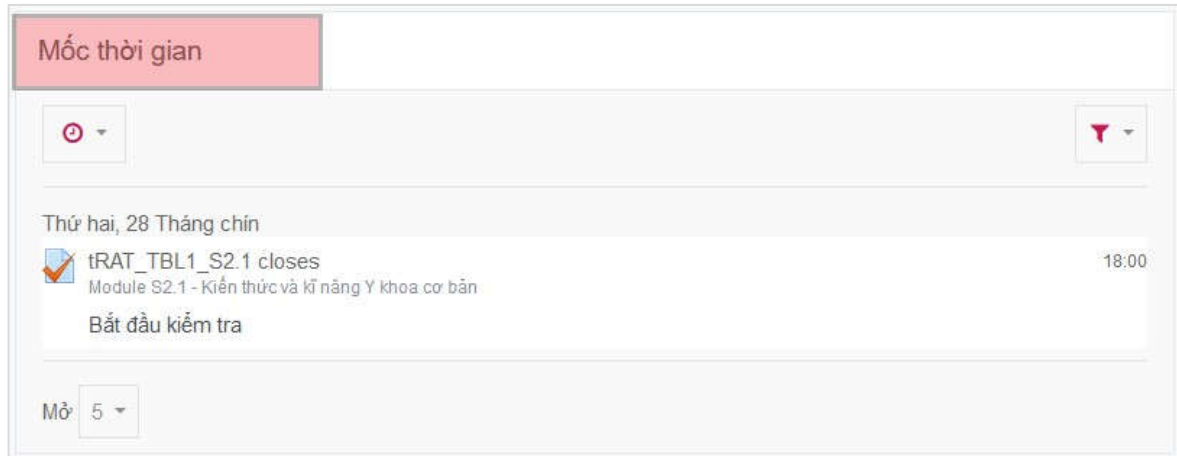 Mốc thời gian
Thứ hai, 28 Tháng chín
tRAT_TBL1_S2.1 closes
18:00
Module S2.1 - Kiến thức và kĩ năng Y khoa cơ bản
Bắt đầu kiểm tra
Mở 5